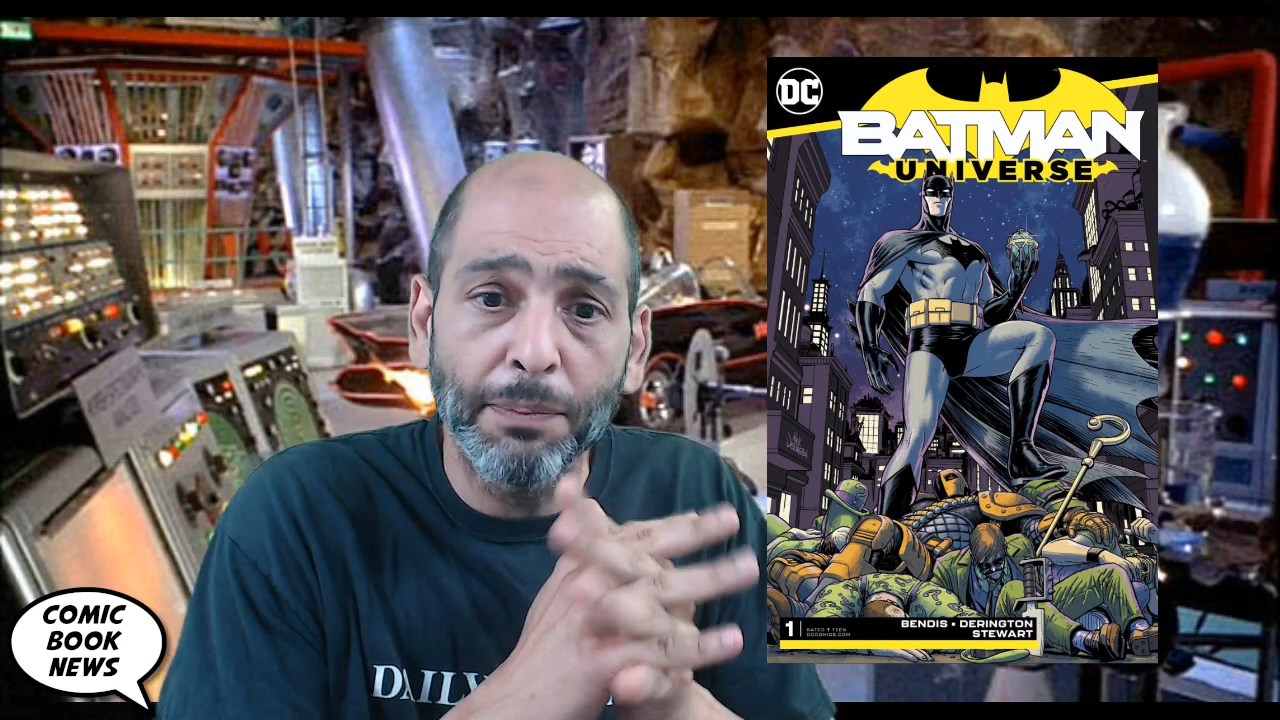 DC
BATMAN
UNIVERSE
1
RATED T TEEN
DCCOMICS.COM
BENDIS • DERINGTON
STEWART
COMIC
BOOK
NEWS
DAILY